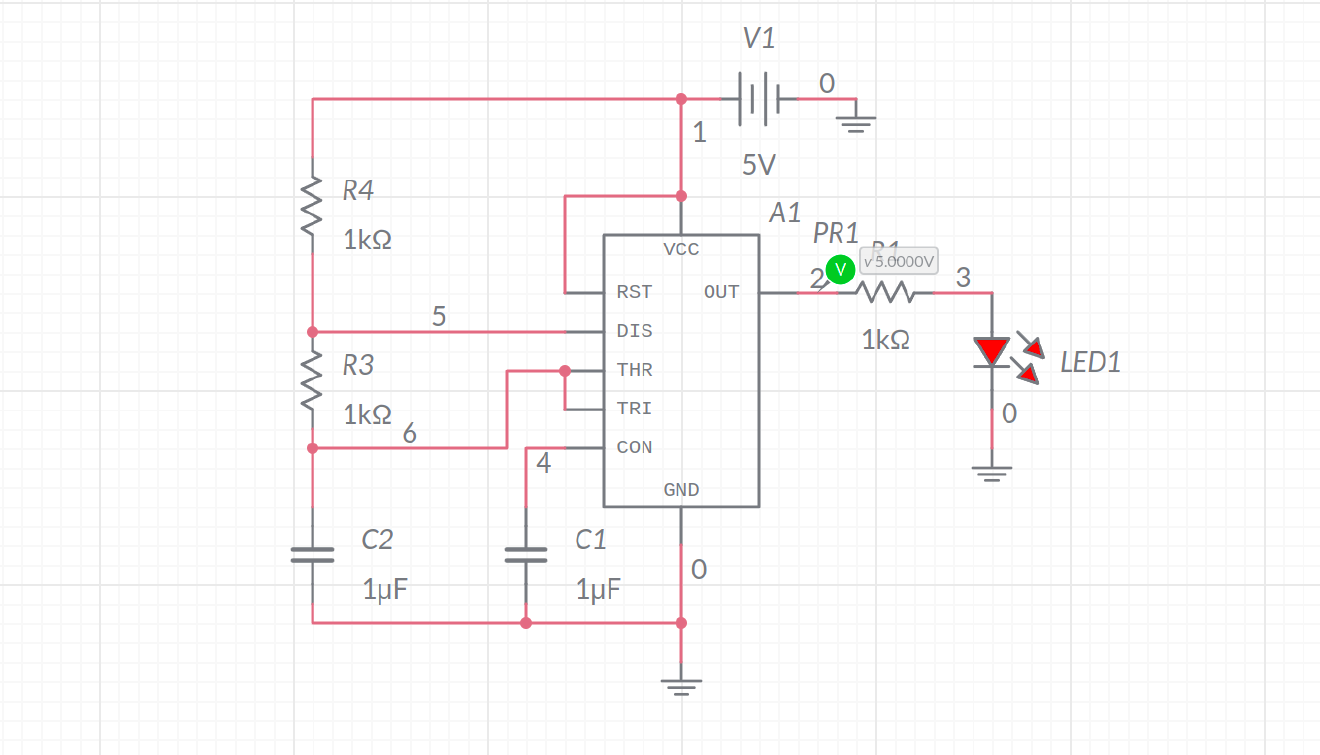 V1
0
1
5V
R4
1kΩ
A1
PR1
R1
v 5.0000V
V
2
3
VCC
RST
OUT
DIS
THR
TRI
CON
GND
1kΩ
LED1
0
5
R3
1kΩ
6
4
C2
1µF
C1
1µF
0